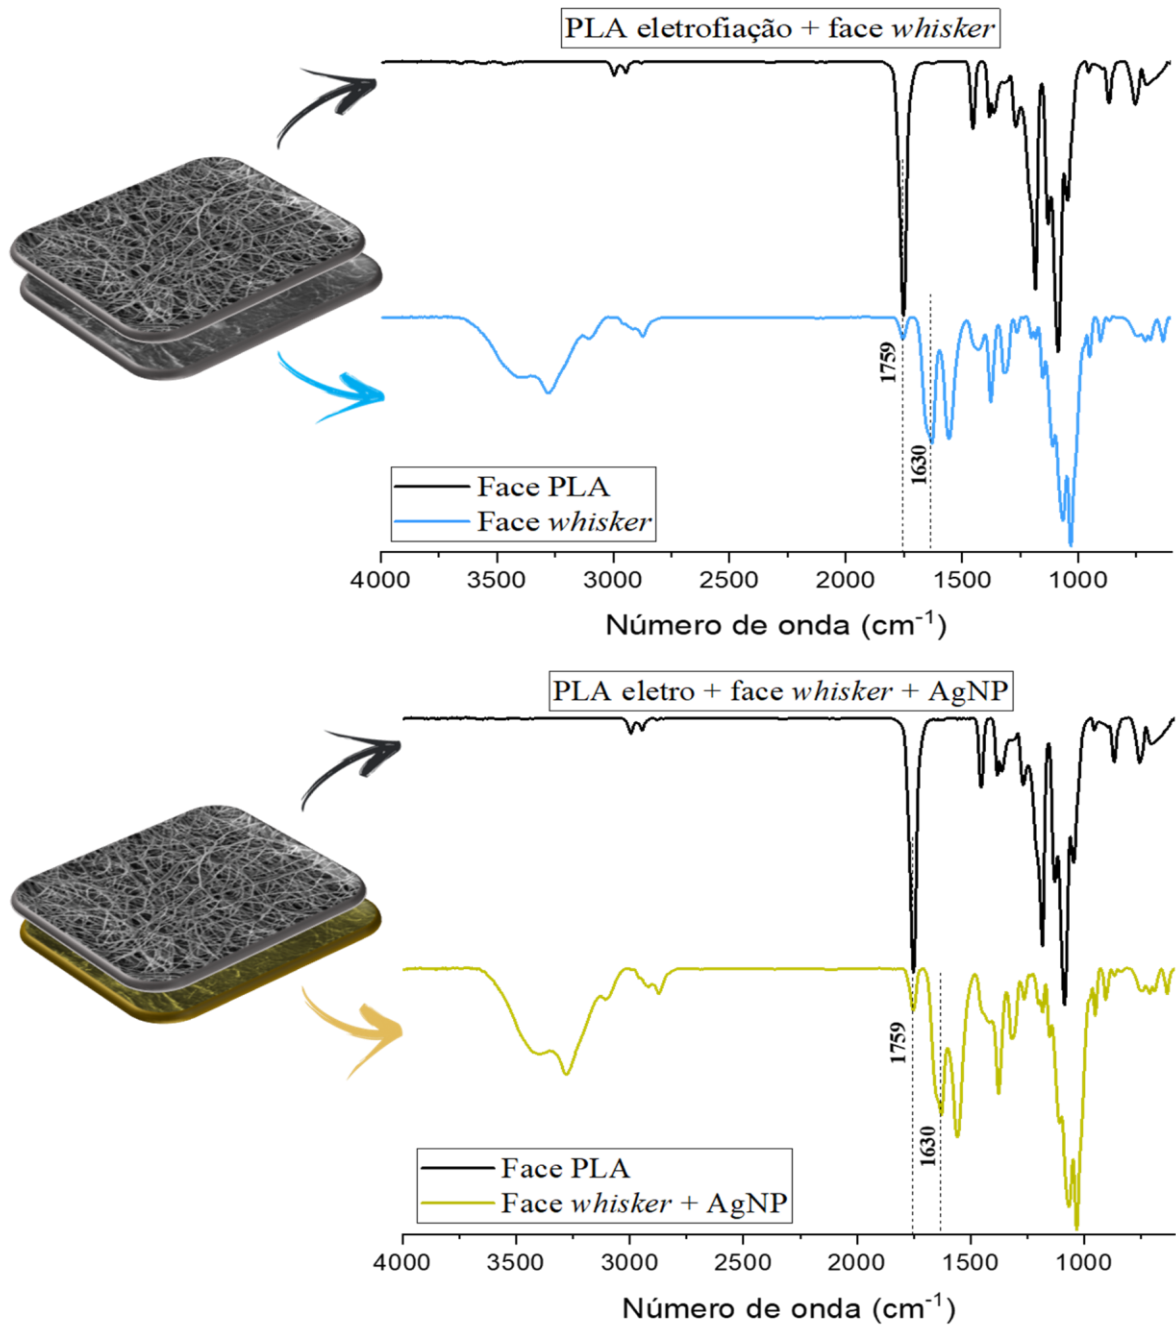 PLA eletrofiação + face whisker
1759
1630
Face PLA
Face whisker
4000 3500 3000 2500 2000 1500 1000
Número de onda (cm⁻¹)
PLA eletro + face whisker + AgNP
1759
1630
Face PLA
Face whisker + AgNP
4000 3500 3000 2500 2000 1500 1000
Número de onda (cm⁻¹)